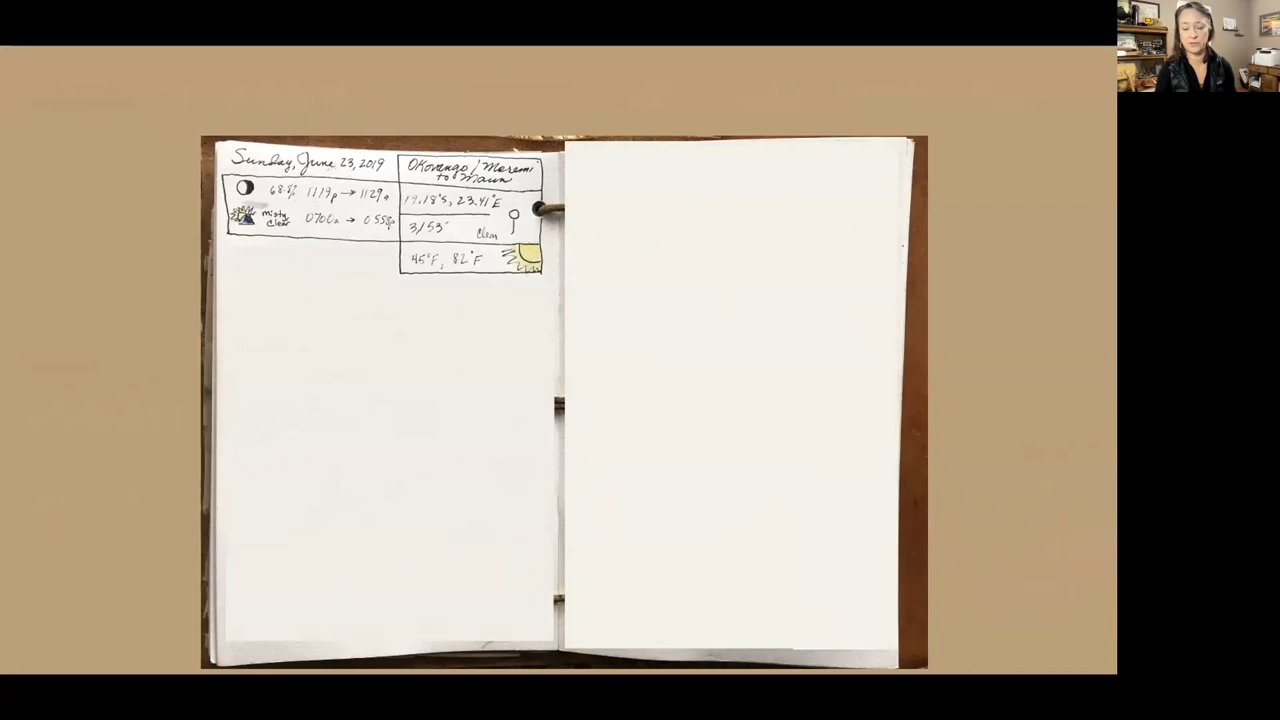 Sunday, June 23, 2019
Okovango / Moremi
to Maun
68.8% 1119p → 1129a
misty
clear 0700a → 0558p
19.18°S, 23.41°E
3153'
Clear
45°F, 82°F